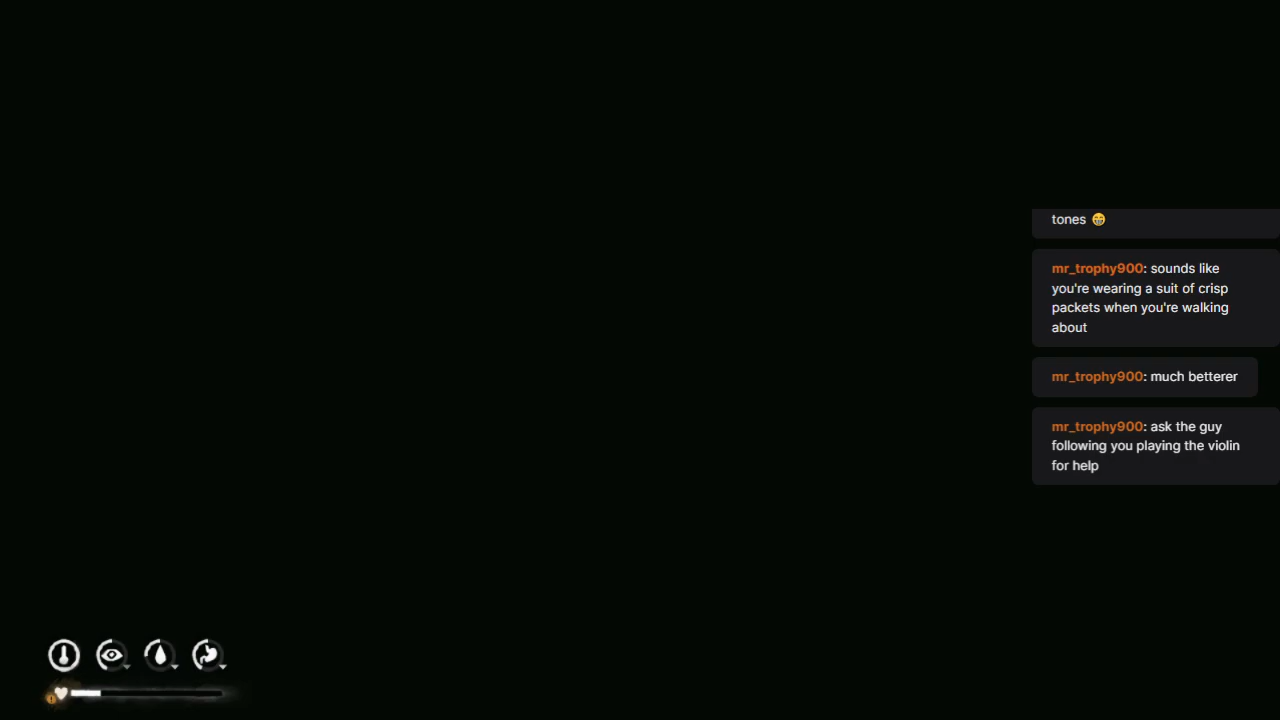 tones 😁
mr_trophy900: sounds like
you're wearing a suit of crisp
packets when you're walking
about
mr_trophy900: much betterer
mr_trophy900: ask the guy
following you playing the violin
for help